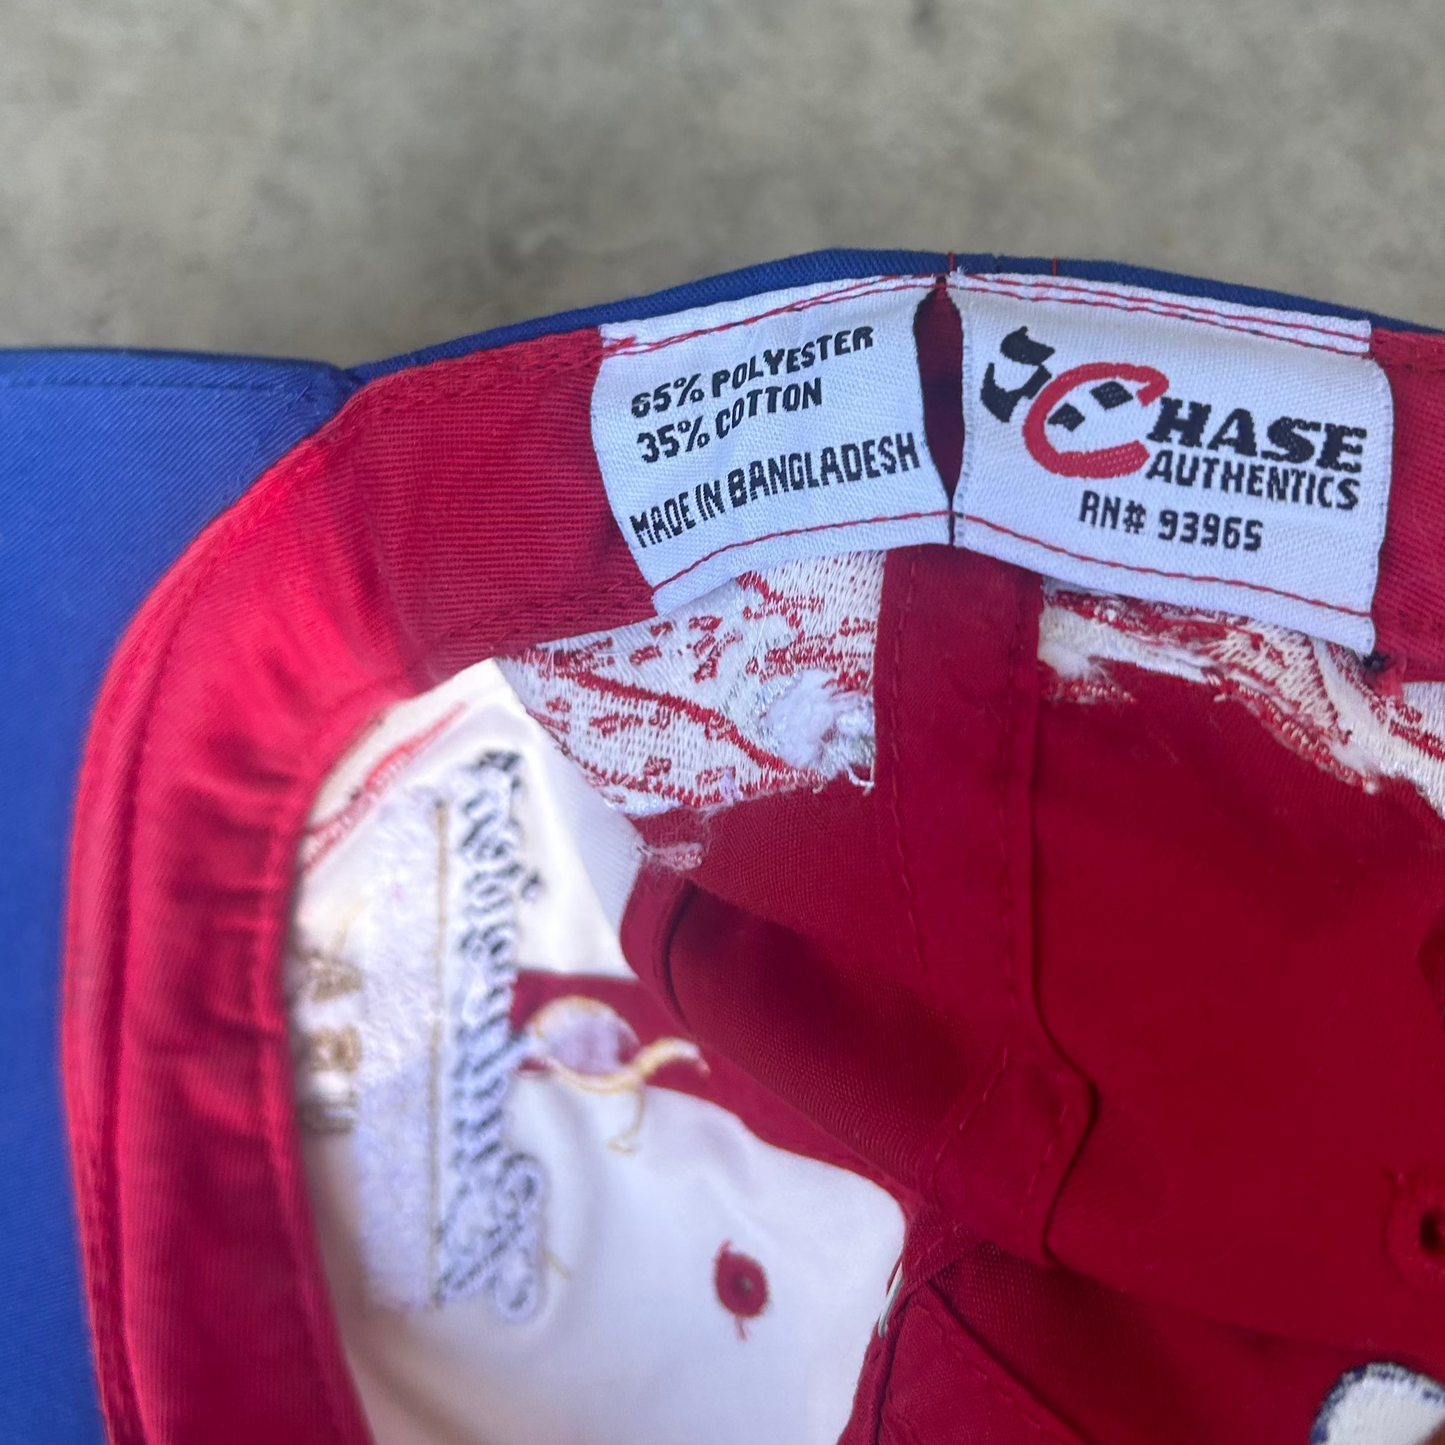 65% POLYESTER
35% COTTON
MADE IN BANGLADESH
CHASE
AUTHENTICS
RN# 93965